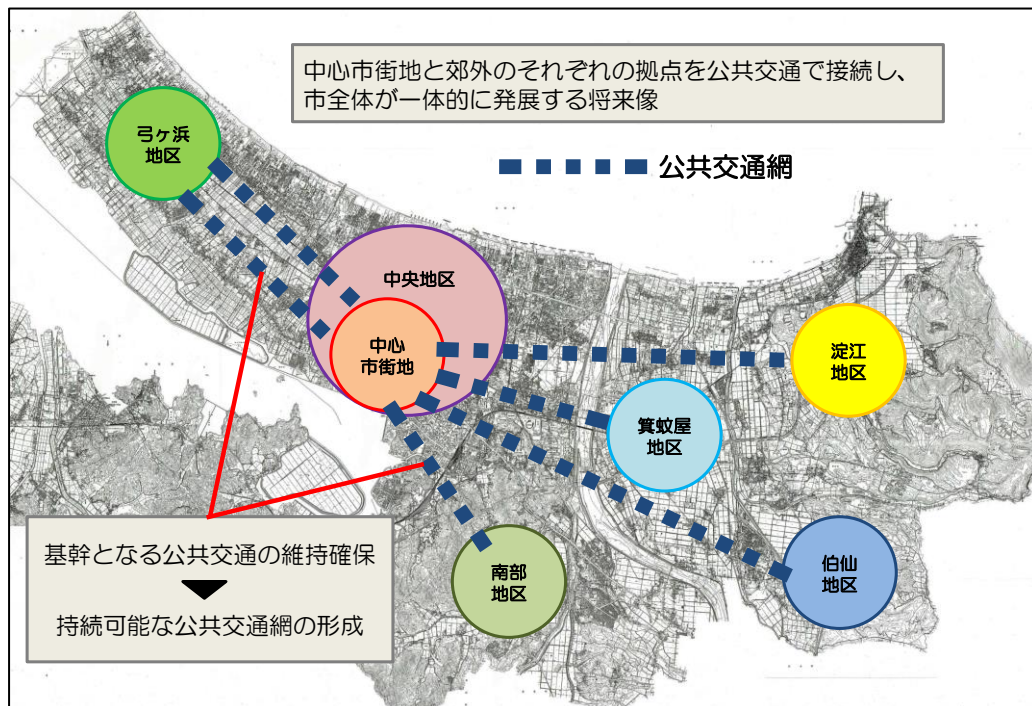 中心市街地と郊外のそれぞれの拠点を公共交通で接続し、
市全体が一体的に発展する将来像
弓ヶ浜
地区
公共交通網
中央地区
中心
市街地
淀江
地区
箕蚊屋
地区
基幹となる公共交通の維持確保
持続可能な公共交通網の形成
南部
地区
伯仙
地区